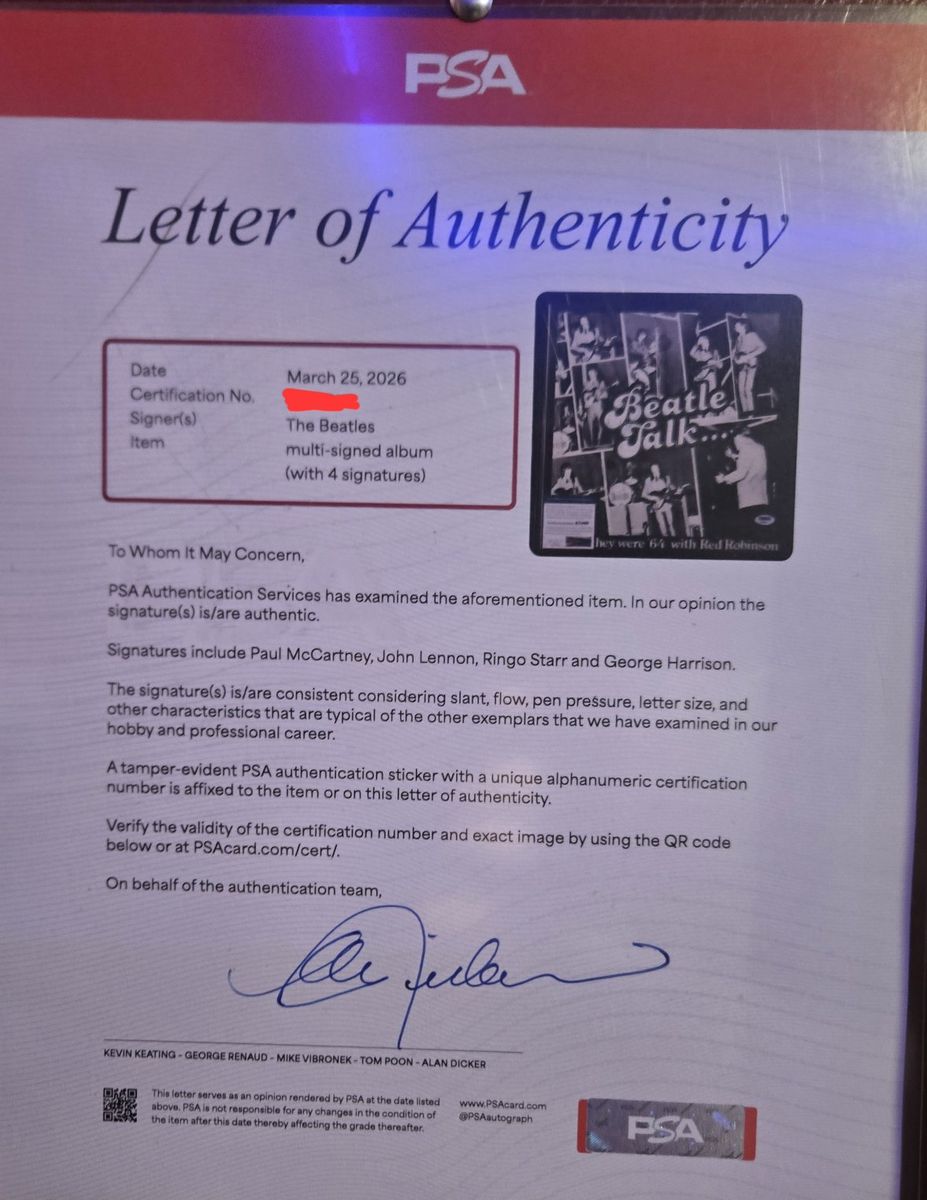 PSA
Letter of Authenticity
Date March 25, 2026
Certification No.
Signer(s) The Beatles
Item multi-signed album
(with 4 signatures)
Beatle
Talk....
hey were 64 with Red Robinson
To Whom It May Concern,
PSA Authentication Services has examined the aforementioned item. In our opinion the
signature(s) is/are authentic.
Signatures include Paul McCartney, John Lennon, Ringo Starr and George Harrison.
The signature(s) is/are consistent considering slant, flow, pen pressure, letter size, and
other characteristics that are typical of the other exemplars that we have examined in our
hobby and professional career.
A tamper-evident PSA authentication sticker with a unique alphanumeric certification
number is affixed to the item or on this letter of authenticity.
Verify the validity of the certification number and exact image by using the QR code
below or at PSAcard.com/cert/.
On behalf of the authentication team,
KEVIN KEATING - GEORGE RENAUD - MIKE VIBRONEK - TOM POON - ALAN DICKER
This letter serves as an opinion rendered by PSA at the date listed
above. PSA is not responsible for any changes in the condition of
the item after this date thereby affecting the grade thereafter.
www.PSAcard.com
@PSAautograph
PSA